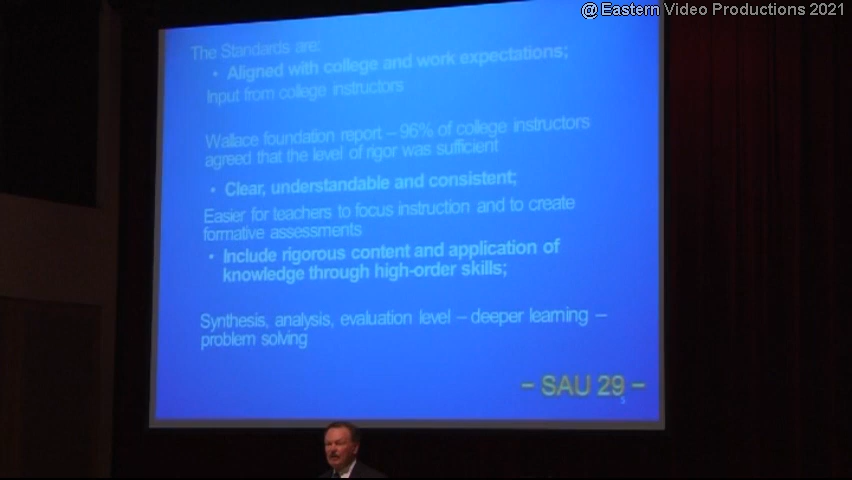 @ Eastern Video Productions 2021
The Standards are:
• Aligned with college and work expectations;
Input from college instructors
Wallace foundation report – 96% of college instructors
agreed that the level of rigor was sufficient
• Clear, understandable and consistent;
Easier for teachers to focus instruction and to create
formative assessments
• Include rigorous content and application of
knowledge through high-order skills;
Synthesis, analysis, evaluation level – deeper learning –
problem solving
– SAU 29 –
5